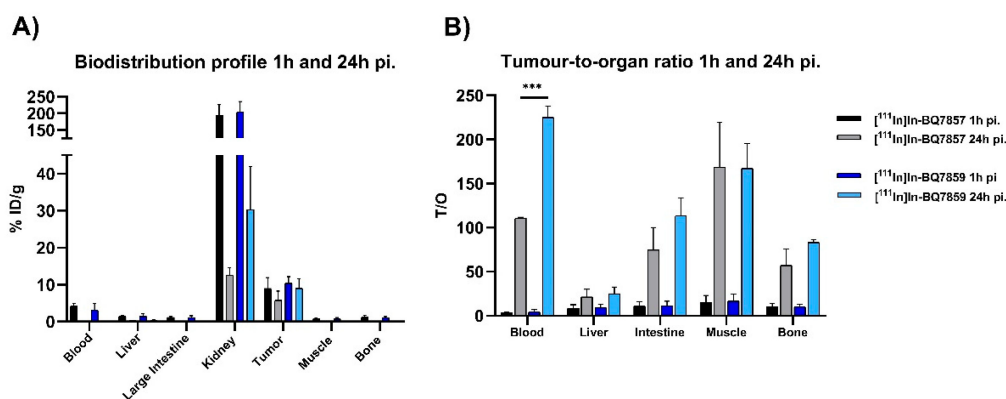 A)
Biodistribution profile 1h and 24h pi.
% ID/g
250
200
150
100
40
30
20
10
0
Blood
Liver
Large Intestine
Kidney
Tumor
Muscle
Bone
B)
Tumour-to-organ ratio 1h and 24h pi.
T/O
250
200
150
100
50
0
***
Blood
Liver
Intestine
Muscle
Bone
[¹¹¹In]In-BQ7857 1h pi.
[¹¹¹In]In-BQ7857 24h pi.
[¹¹¹In]In-BQ7859 1h pi
[¹¹¹In]In-BQ7859 24h pi.